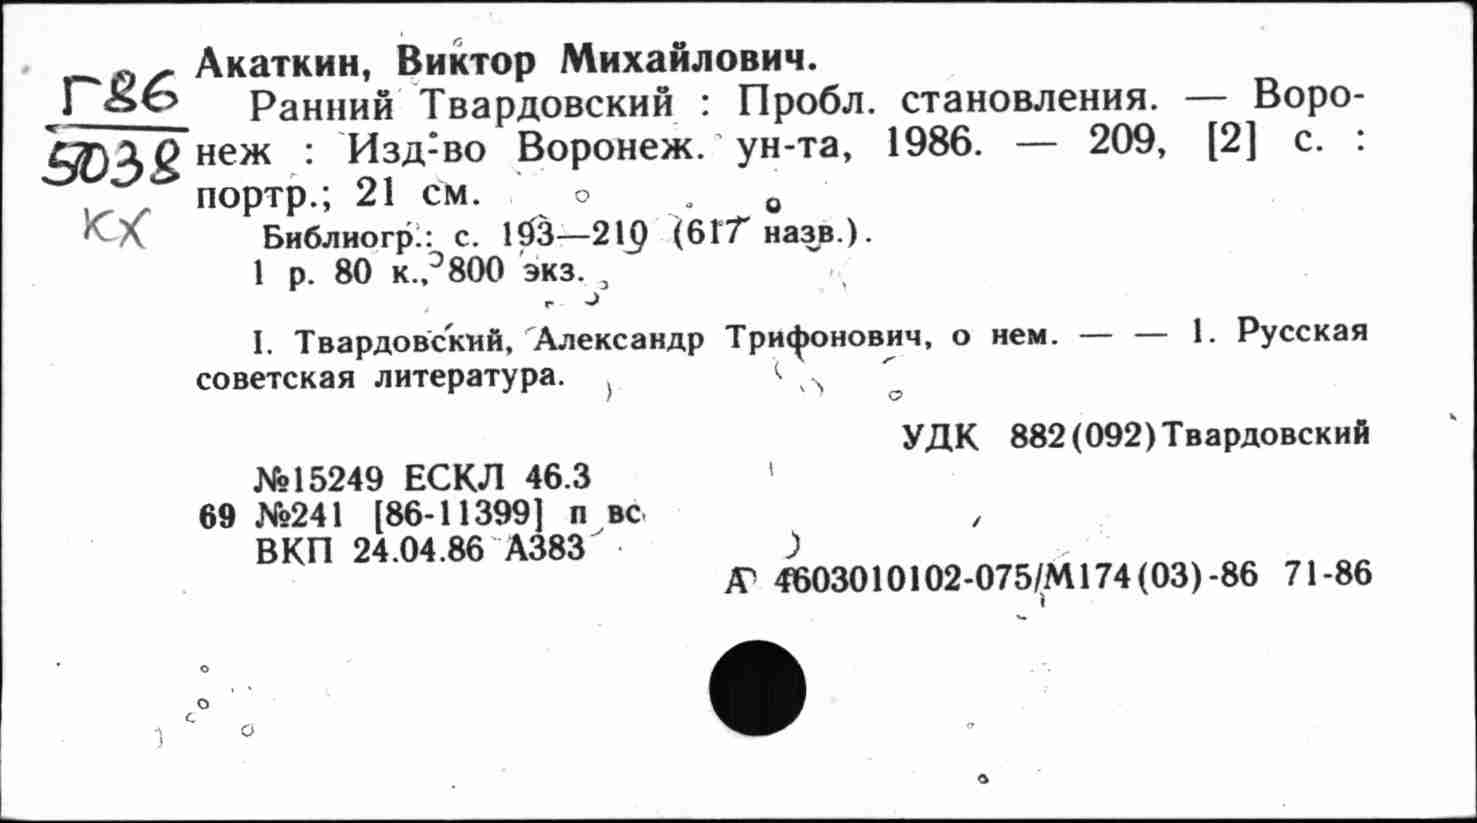 Акаткин, Виктор Михайлович.
Г86
Ранний Твардовский : Пробл. становления. — Воро-
5038
неж : Изд-во Воронеж. ун-та, 1986. — 209, [2] с. :
портр.; 21 см.
КХ
Библиогр.: с. 193—210 (617 назв.).
1 р. 80 к., 800 экз.
I. Твардовский, Александр Трифонович, о нем. — — 1. Русская
советская литература.
УДК 882(092)Твардовский
№15249 ЕСКЛ 46.3
69 №241 [86-11399] п вс
ВКП 24.04.86 А383
4603010102-075/М174(03)-86 71-86